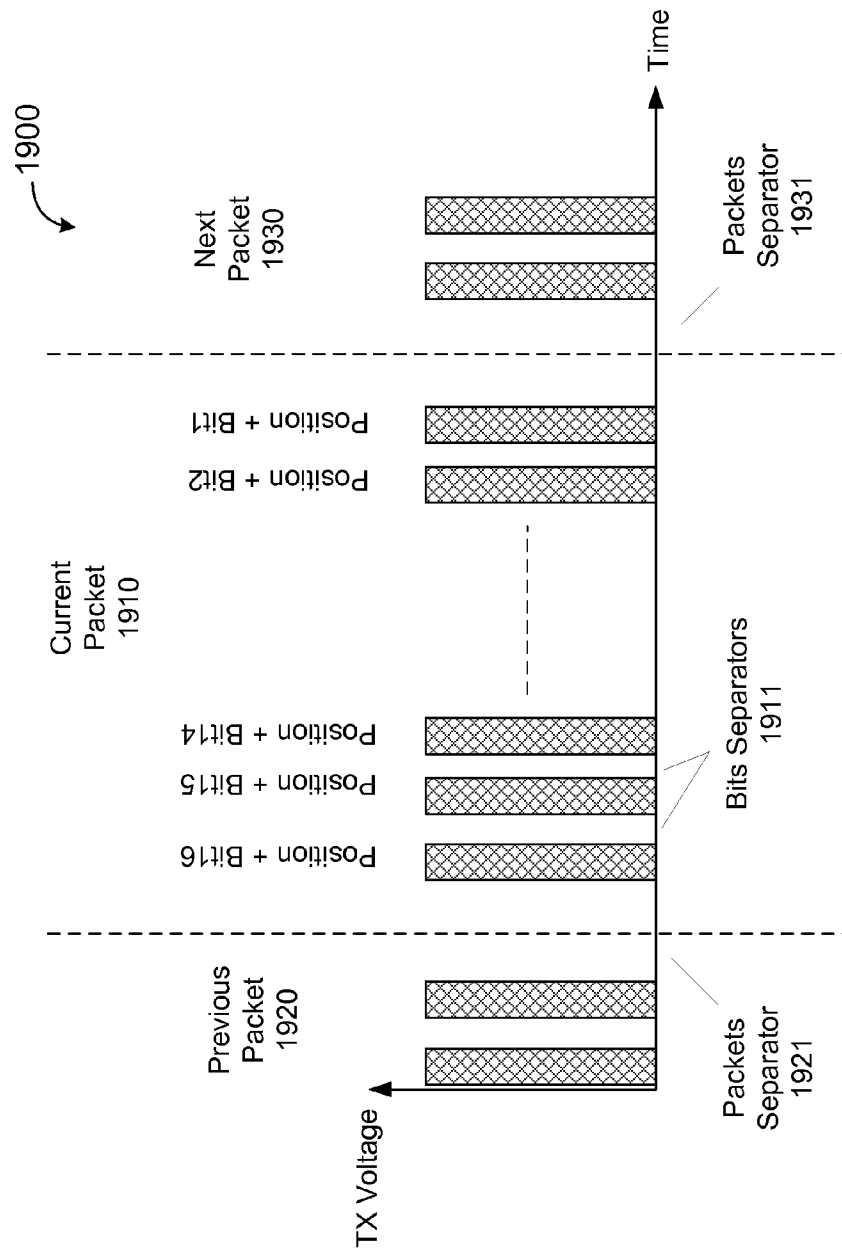 1900
Current
Packet
1910
Previous
Packet
1920
Next
Packet
1930
Position + Bit16
Position + Bit15
Position + Bit14
Position + Bit2
Position + Bit1
TX Voltage
Time
Packets
Separator
1921
Bits Separators
1911
Packets
Separator
1931